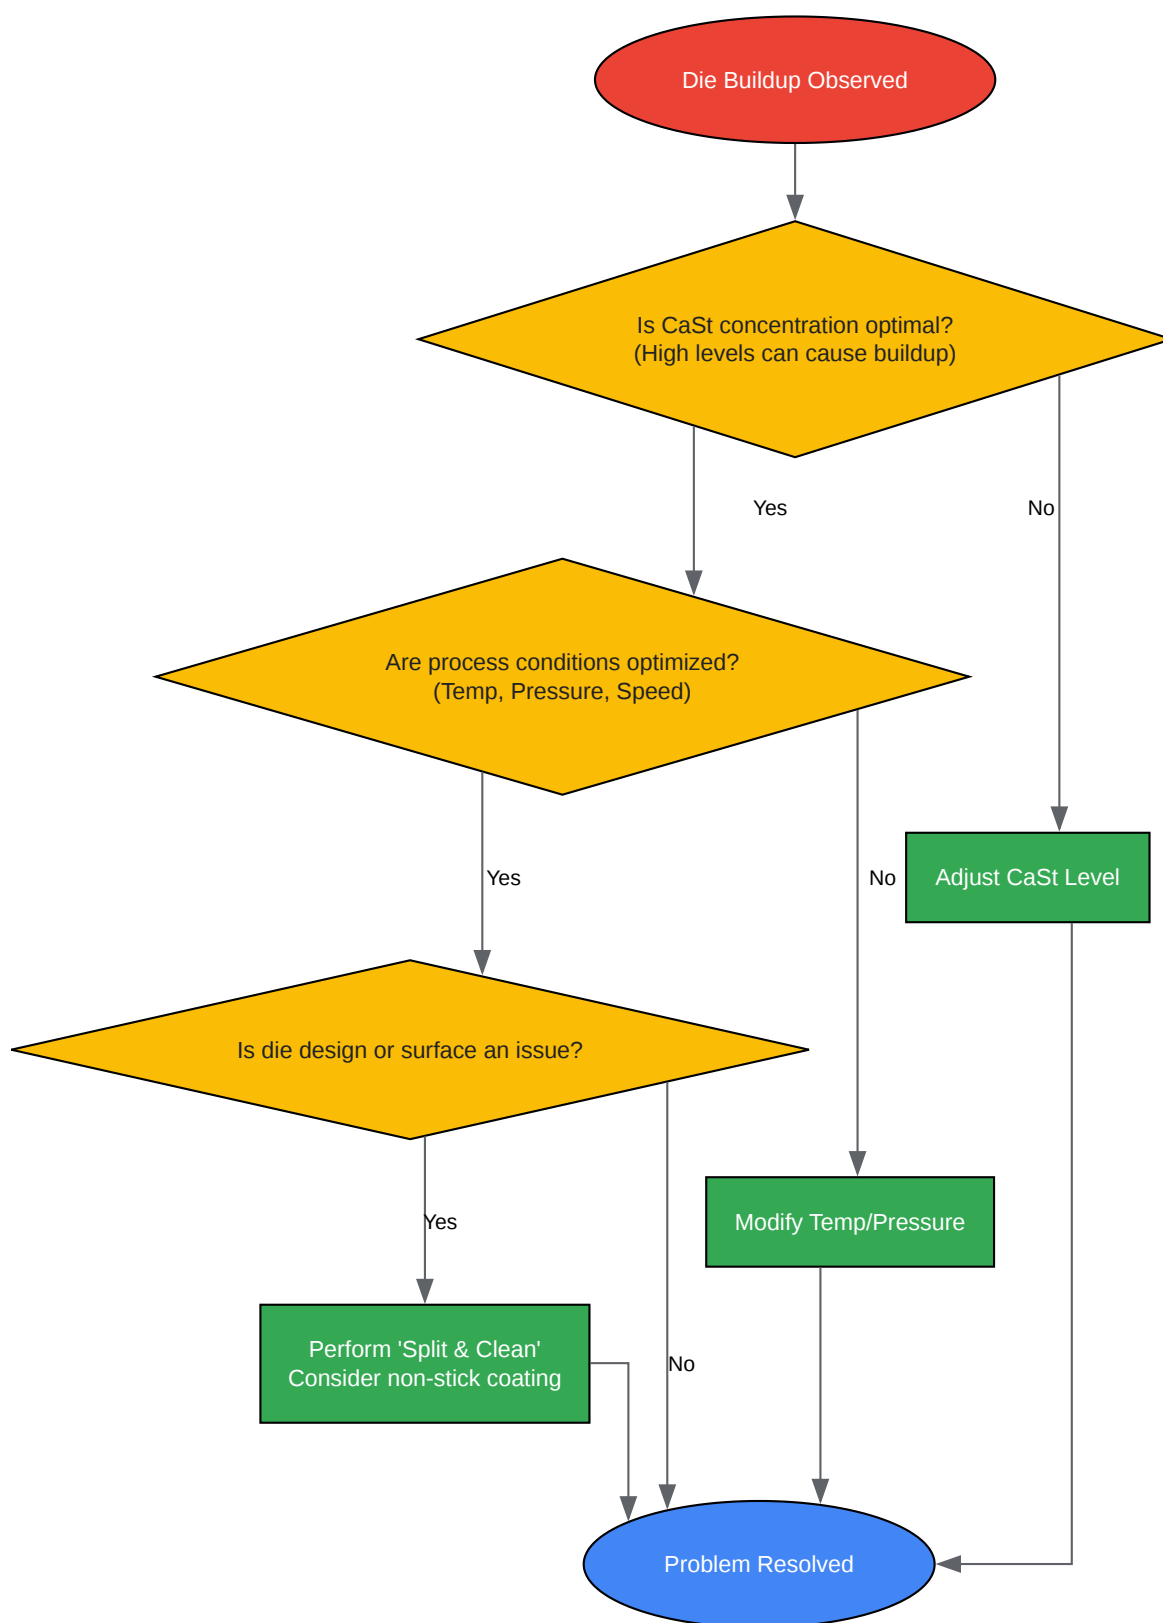 Die Buildup Observed
Is CaSt concentration optimal?
(High levels can cause buildup)
Yes
No
Are process conditions optimized?
(Temp, Pressure, Speed)
Yes
No
Adjust CaSt Level
Is die design or surface an issue?
Yes
Modify Temp/Pressure
Perform 'Split & Clean'
Consider non-stick coating
No
Problem Resolved